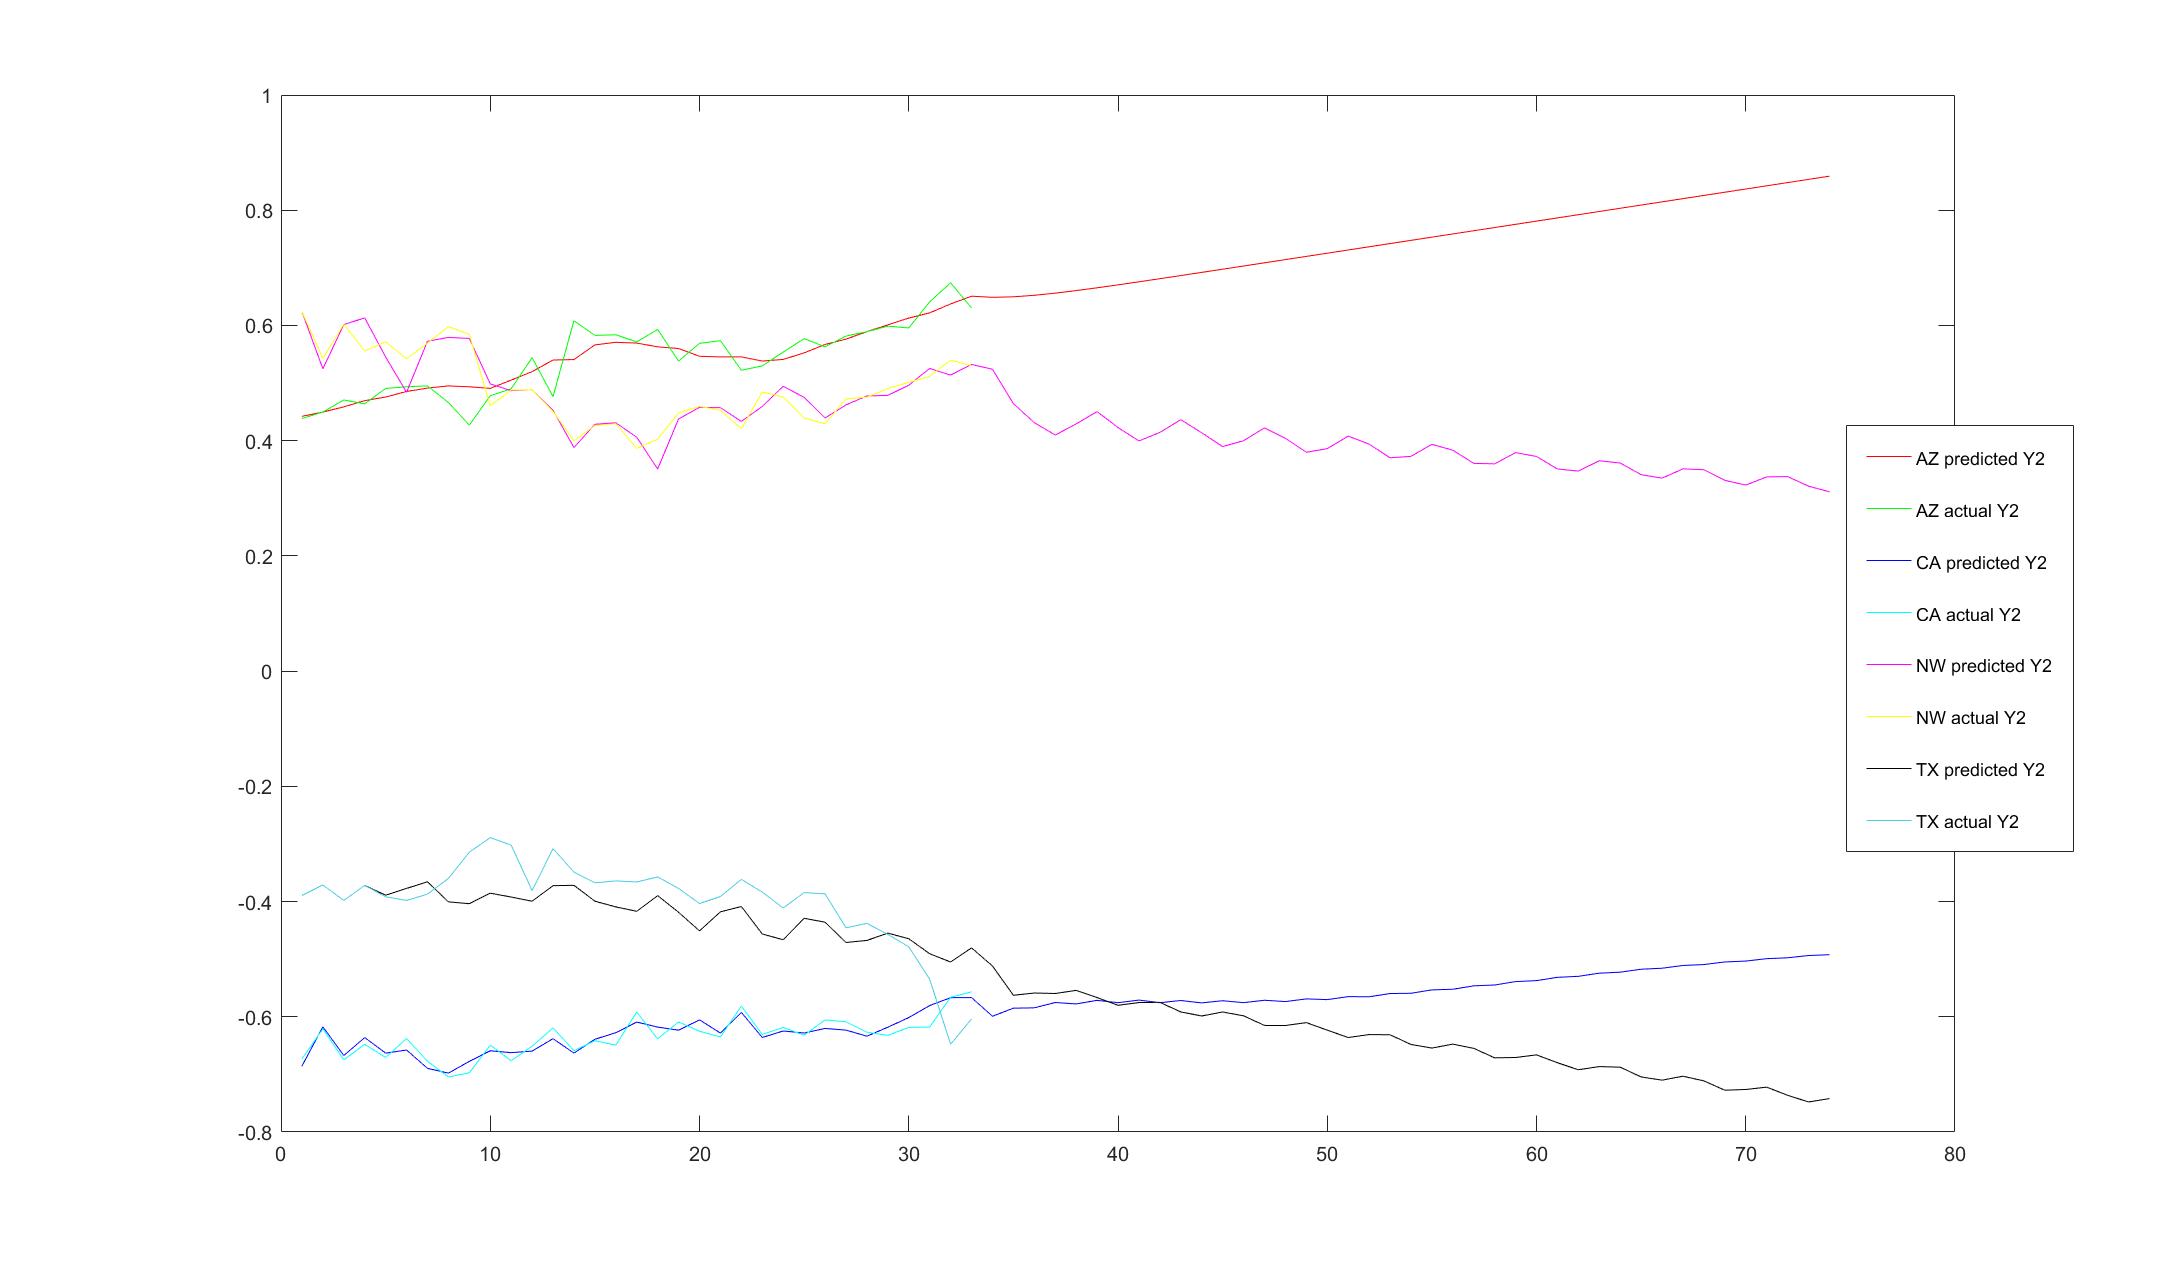 1
0.8
0.6
0.4
0.2
0
-0.2
-0.4
-0.6
-0.8
0 10 20 30 40 50 60 70 80
AZ predicted Y2
AZ actual Y2
CA predicted Y2
CA actual Y2
NW predicted Y2
NW actual Y2
TX predicted Y2
TX actual Y2